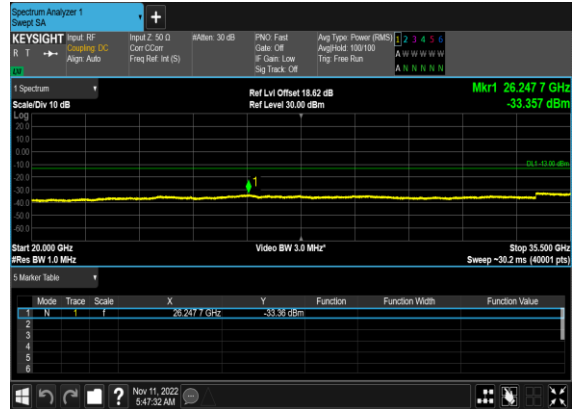 Spectrum Analyzer 1
Swept SA
+
KEYSIGHT Input: RF Input Z: 50 Ω #Atten: 30 dB PNO: Fast Avg Type: Power (RMS) 1 2 3 4 5 6
R T Coupling: DC Corr CCorr Gate: Off Avg|Hold: 100/100 A W W W W W
Align: Auto Freq Ref: Int (S) IF Gain: Low Trig: Free Run
Sig Track: Off A N N N N N
1 Spectrum Ref Lvl Offset 18.62 dB Mkr1 26.247 7 GHz
Scale/Div 10 dB Ref Level 30.00 dBm -33.357 dBm
Log
20.0
10.0
0.00
-10.0
DL1 -13.00 dBm
-20.0
1
-30.0
-40.0
-50.0
-60.0
Start 20.000 GHz Video BW 3.0 MHz* Stop 35.500 GHz
#Res BW 1.0 MHz Sweep ~30.2 ms (40001 pts)
5 Marker Table
Mode Trace Scale X Y Function Function Width Function Value
1 N 1 f 26.247 7 GHz -33.36 dBm
2
3
4
5
6
? Nov 11, 2022
5:47:32 AM